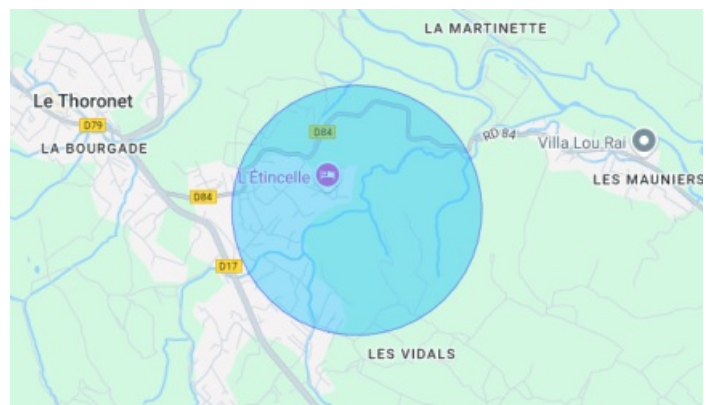 LA MARTINETTE
Le Thoronet
D79
D84
RD 84
LA BOURGADE
Villa Lou Rai
L'Étincelle
LES MAUNIERS
D84
D17
LES VIDALS